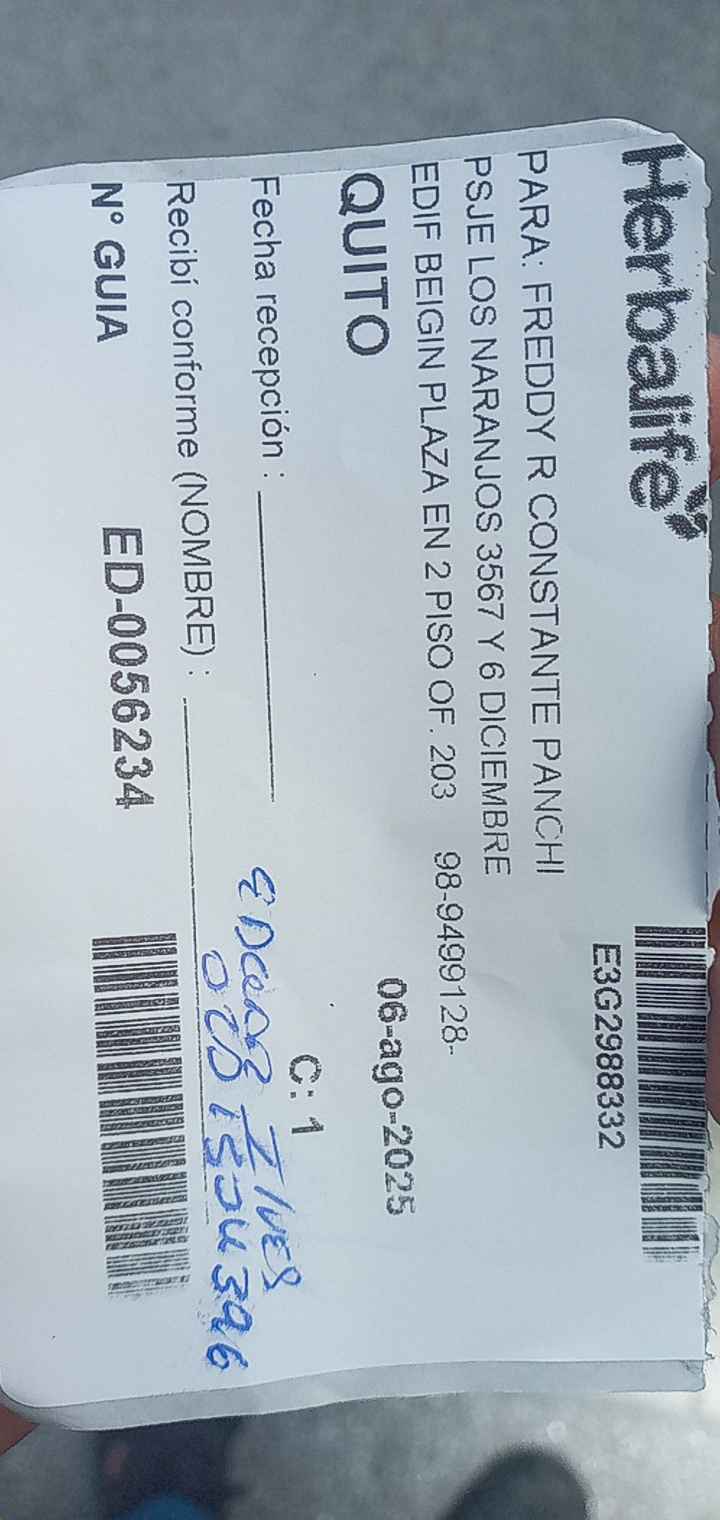 Herbalife
E3G2988332
PARA: FREDDY R CONSTANTE PANCHI
PSJE LOS NARANJOS 3567 Y 6 DICIEMBRE
EDIF BEIGIN PLAZA EN 2 PISO OF. 203 98-9499128-
QUITO 06-ago-2025
C: 1
Fecha recepción :
Recibí conforme (NOMBRE) :
Nº GUIA ED-0056234